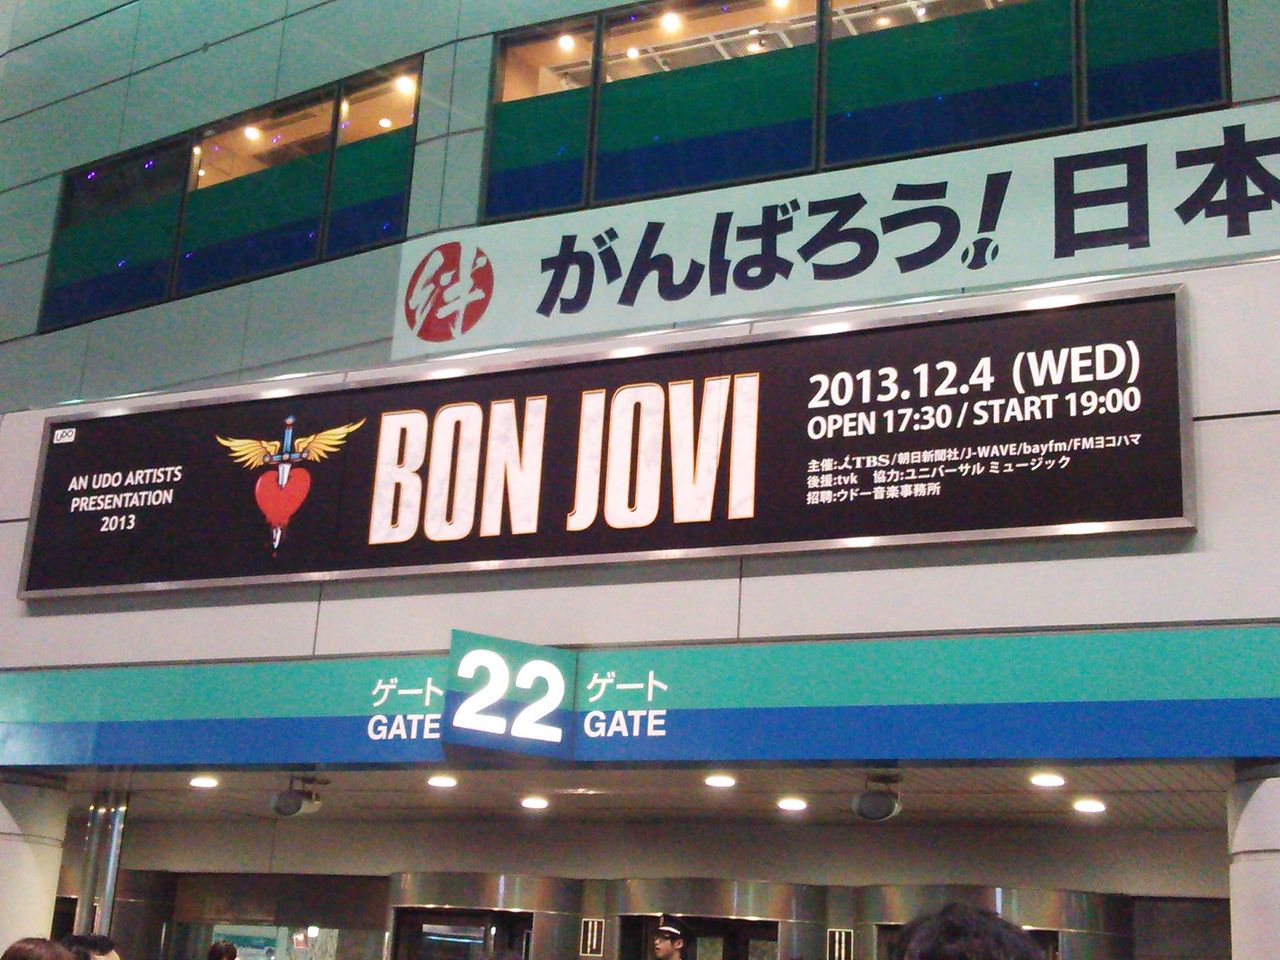 絆 がんばろう!日本
UDO
AN UDO ARTISTS
PRESENTATION
2013
BON JOVI
2013.12.4 (WED)
OPEN 17:30 / START 19:00
主催:TBS/朝日新聞社/J-WAVE/bayfm/FMヨコハマ
後援:tvk 協力:ユニバーサル ミュージック
招聘:ウドー音楽事務所
ゲート 22 ゲート
GATE GATE